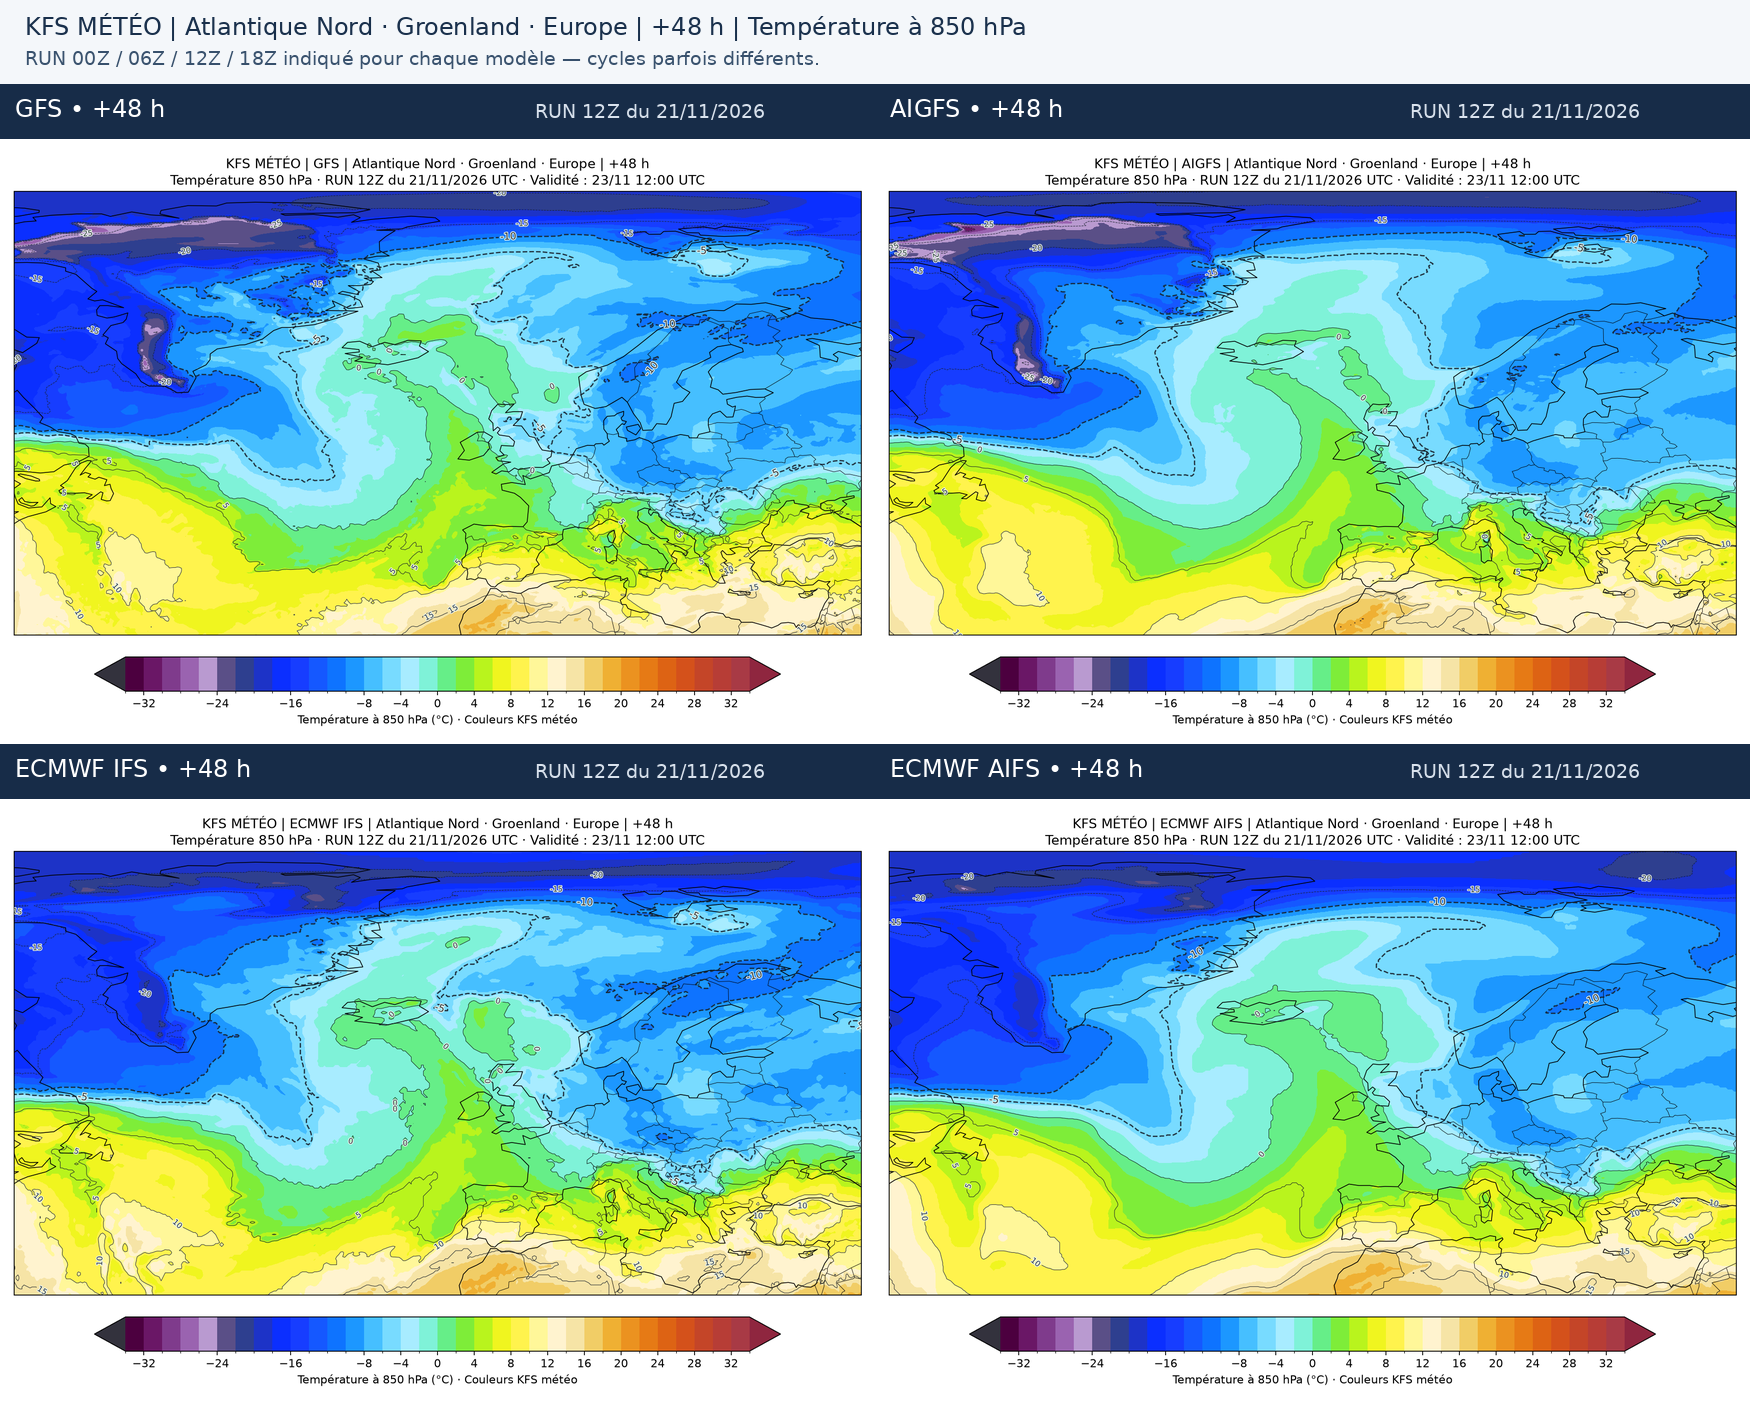 KFS MÉTÉO | Atlantique Nord · Groenland · Europe | +48 h | Température à 850 hPa
RUN 00Z / 06Z / 12Z / 18Z indiqué pour chaque modèle — cycles parfois différents.
GFS • +48 h
RUN 12Z du 21/11/2026
AIGFS • +48 h
RUN 12Z du 21/11/2026
KFS MÉTÉO | GFS | Atlantique Nord · Groenland · Europe | +48 h
Température 850 hPa · RUN 12Z du 21/11/2026 UTC · Validité : 23/11 12:00 UTC
KFS MÉTÉO | AIGFS | Atlantique Nord · Groenland · Europe | +48 h
Température 850 hPa · RUN 12Z du 21/11/2026 UTC · Validité : 23/11 12:00 UTC
−32 −24 −16 −8 −4 0 4 8 12 16 20 24 28 32
Température à 850 hPa (°C) · Couleurs KFS météo
−32 −24 −16 −8 −4 0 4 8 12 16 20 24 28 32
Température à 850 hPa (°C) · Couleurs KFS météo
ECMWF IFS • +48 h
RUN 12Z du 21/11/2026
ECMWF AIFS • +48 h
RUN 12Z du 21/11/2026
KFS MÉTÉO | ECMWF IFS | Atlantique Nord · Groenland · Europe | +48 h
Température 850 hPa · RUN 12Z du 21/11/2026 UTC · Validité : 23/11 12:00 UTC
KFS MÉTÉO | ECMWF AIFS | Atlantique Nord · Groenland · Europe | +48 h
Température 850 hPa · RUN 12Z du 21/11/2026 UTC · Validité : 23/11 12:00 UTC
−32 −24 −16 −8 −4 0 4 8 12 16 20 24 28 32
Température à 850 hPa (°C) · Couleurs KFS météo
−32 −24 −16 −8 −4 0 4 8 12 16 20 24 28 32
Température à 850 hPa (°C) · Couleurs KFS météo